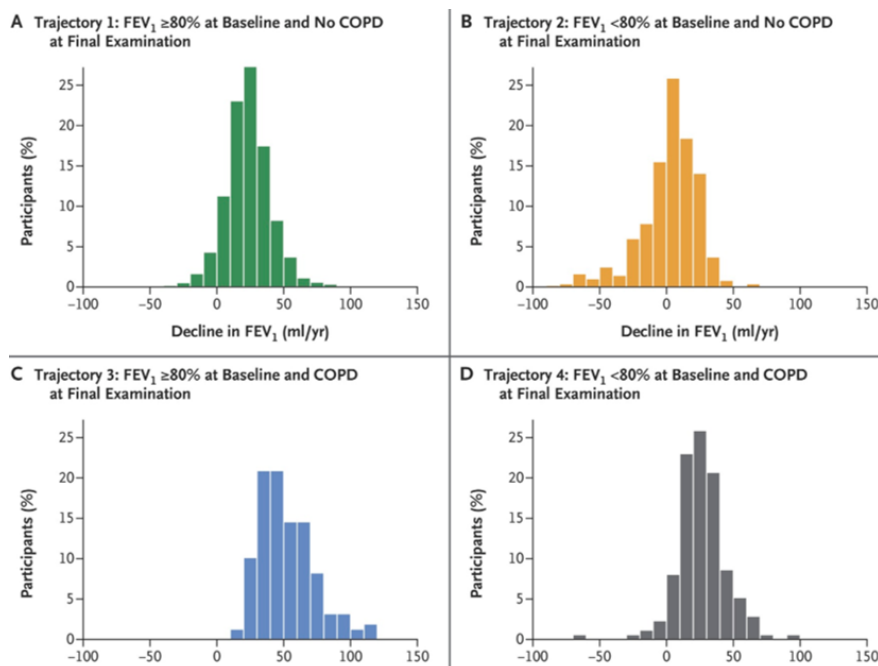 A Trajectory 1: FEV₁ ≥80% at Baseline and No COPD
at Final Examination
25
20
15
10
5
0
Participants (%)
−100 −50 0 50 100 150
Decline in FEV₁ (ml/yr)
B Trajectory 2: FEV₁ <80% at Baseline and No COPD
at Final Examination
25
20
15
10
5
0
Participants (%)
−100 −50 0 50 100 150
Decline in FEV₁ (ml/yr)
C Trajectory 3: FEV₁ ≥80% at Baseline and COPD
at Final Examination
25
20
15
10
5
0
Participants (%)
−100 −50 0 50 100 150
D Trajectory 4: FEV₁ <80% at Baseline and COPD
at Final Examination
25
20
15
10
5
0
Participants (%)
−100 −50 0 50 100 150